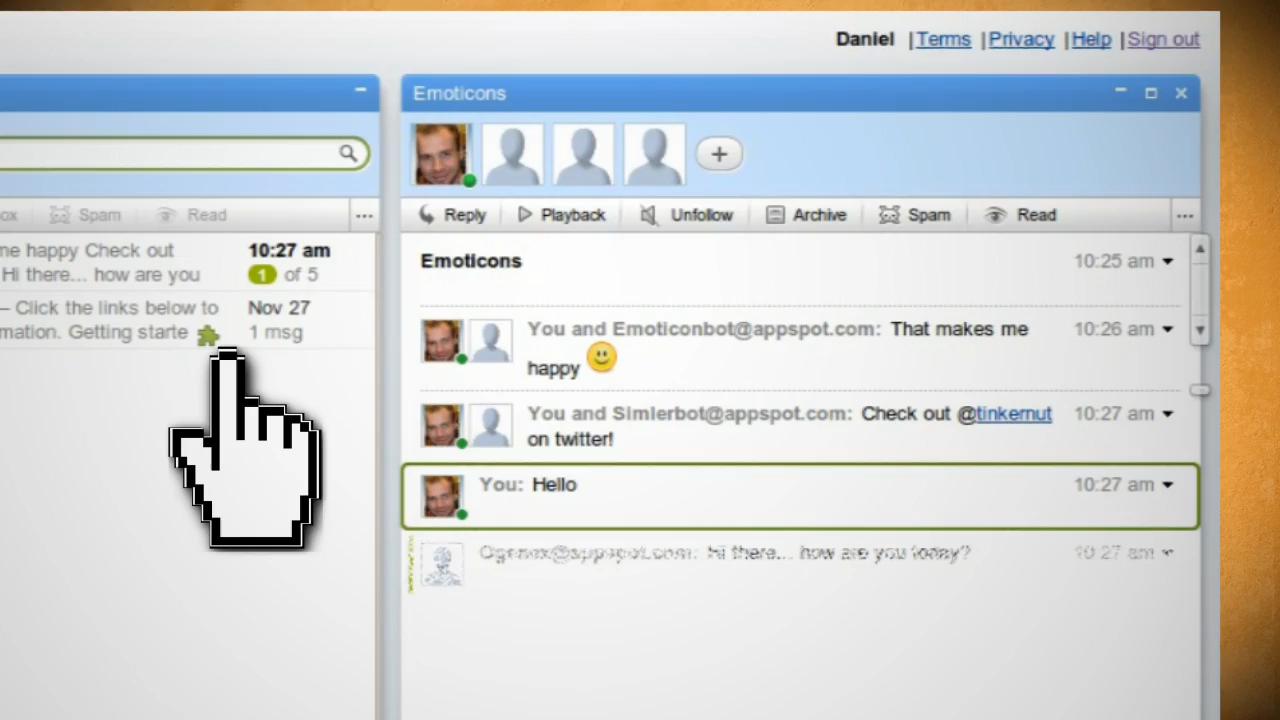 Daniel | Terms | Privacy | Help | Sign out
Emoticons
ox Spam Read ...
Reply Playback Unfollow Archive Spam Read ...
me happy Check out 10:27 am
Hi there... how are you 1 of 5
– Click the links below to Nov 27
mation. Getting starte 1 msg
Emoticons 10:25 am
You and Emoticonbot@appspot.com: That makes me 10:26 am
happy
You and Simlerbot@appspot.com: Check out @tinkernut 10:27 am
on twitter!
You: Hello 10:27 am
hi there... how are you today? 10:27 am